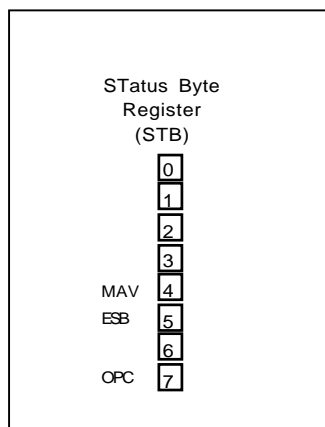 STatus Byte
Register
(STB)
0
1
2
3
MAV 4
ESB 5
6
OPC 7